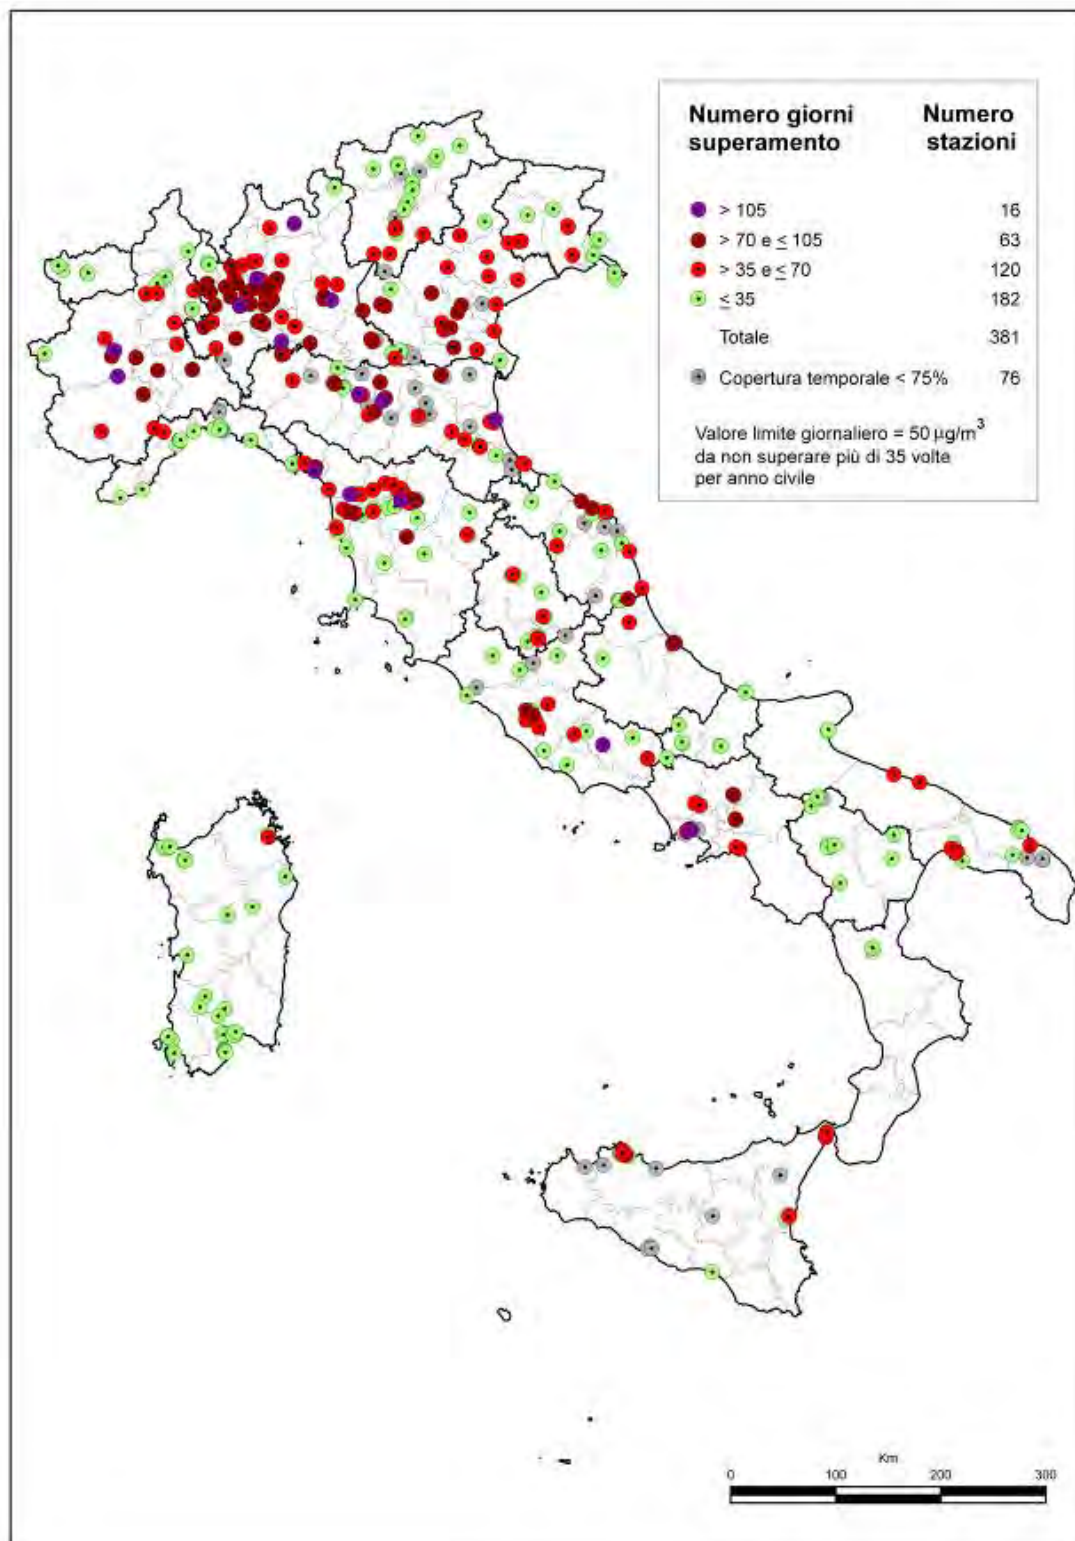 Numero giorni superamento Numero stazioni
> 105 16
> 70 e ≤ 105 63
> 35 e ≤ 70 120
≤ 35 182
Totale 381
Copertura temporale < 75% 76
Valore limite giornaliero = 50 µg/m³
da non superare più di 35 volte
per anno civile
Km
0 100 200 300